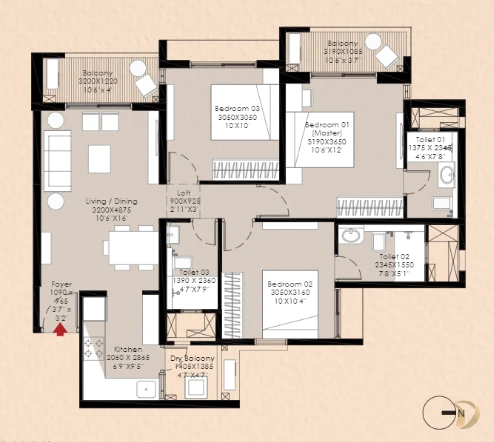 Balcony
3190X1085
10'6 x 3'7"
Balcony
3200X1220
10'6 x 4'
Bedroom 03
3050X3050
10'X10'
Bedroom 01
(Master)
3190X3650
10'6"X12'
Toilet 01
1375 X 2345
4'6"X7'8"
Living / Dining
3200X4875
10'6"X16'
Loft
900X925
2'11"X3'
Toilet 02
2345X1550
7'8"X5'1"
Toilet 03
1390 X 2360
4'7"X7'9"
Bedroom 02
3050X3160
10'X10'4"
Foyer
1090 X
965
3'7" X
3'2"
Kitchen
2060 X 2865
6'9"X9'5"
Dry Balcony
1405X1385
4'7"X4'7"
N